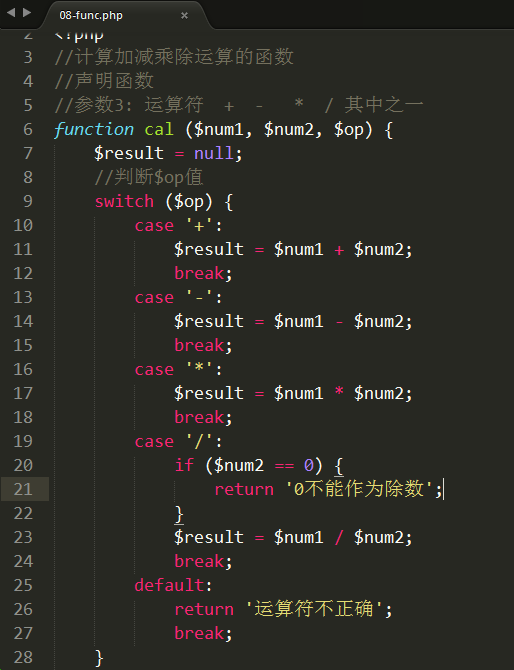 08-func.php ×
2 <?php
3 //计算加减乘除运算的函数
4 //声明函数
5 //参数3: 运算符  +  -   *  / 其中之一
6 function cal ($num1, $num2, $op) {
7     $result = null;
8     //判断$op值
9     switch ($op) {
10         case '+':
11             $result = $num1 + $num2;
12             break;
13         case '-':
14             $result = $num1 - $num2;
15             break;
16         case '*':
17             $result = $num1 * $num2;
18             break;
19         case '/':
20             if ($num2 == 0) {
21                 return '0不能作为除数';
22             }
23             $result = $num1 / $num2;
24             break;
25         default:
26             return '运算符不正确';
27             break;
28     }